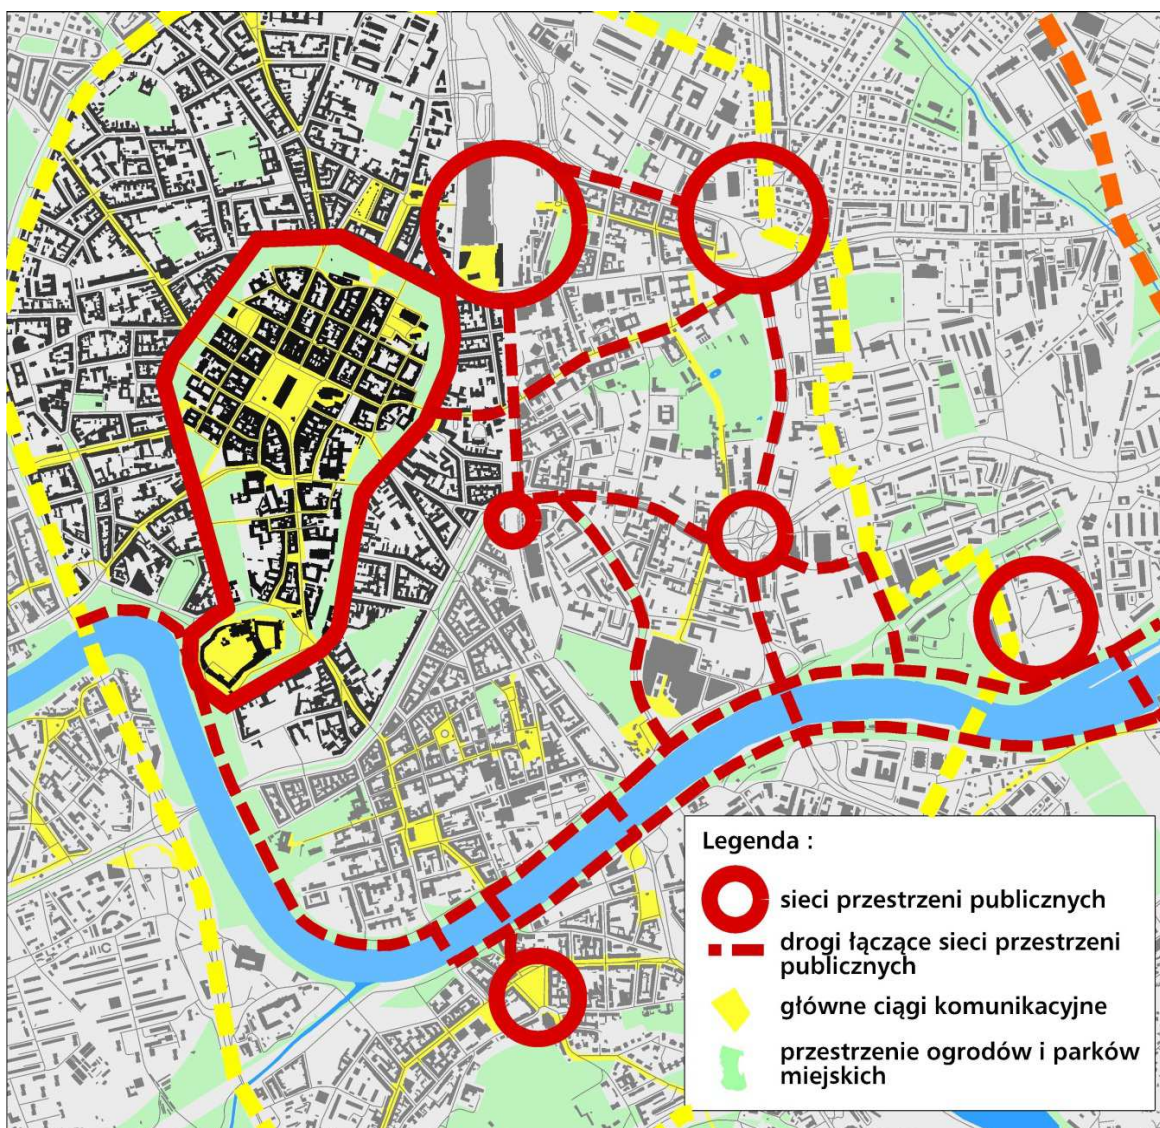 Legenda :
sieci przestrzeni publicznych
drogi łączące sieci przestrzeni
publicznych
główne ciągi komunikacyjne
przestrzenie ogrodów i parków
miejskich